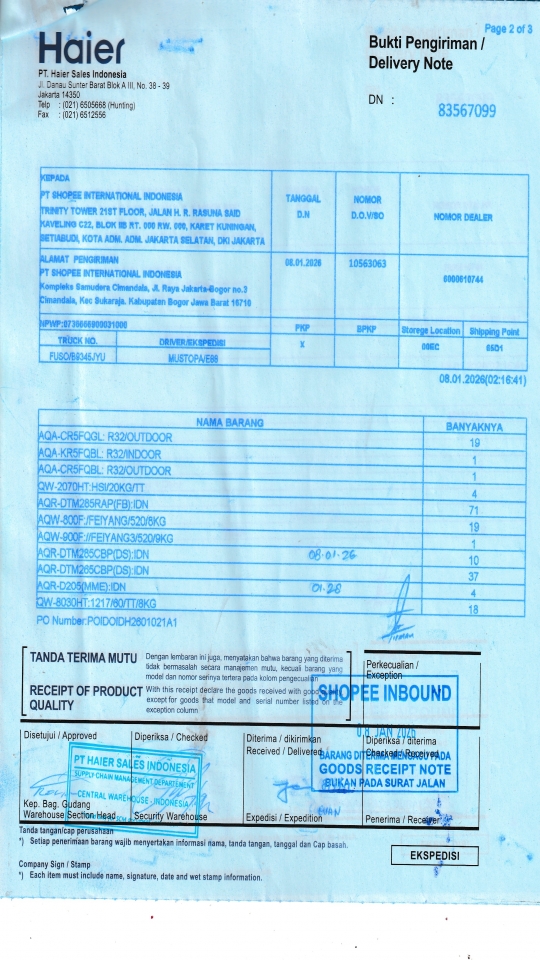 Page 2 of 3
Haier
Bukti Pengiriman /
Delivery Note
PT. Haier Sales Indonesia
Jl. Danau Sunter Barat Blok A III, No. 38 - 39
Jakarta 14350
Telp : (021) 6505668 (Hunting)
Fax : (021) 6512556
DN :
83567099
KEPADA
PT SHOPEE INTERNATIONAL INDONESIA
TRINITY TOWER 21ST FLOOR, JALAN H. R. RASUNA SAID
KAVELING C22, BLOK IIB RT. 000 RW. 000, KARET KUNINGAN,
SETIABUDI, KOTA ADM. ADM. JAKARTA SELATAN, DKI JAKARTA
TANGGAL
D.N
NOMOR
D.O.V/SO
NOMOR DEALER
ALAMAT PENGIRIMAN
PT SHOPEE INTERNATIONAL INDONESIA
Kompleks Samudera Cimandala, Jl. Raya Jakarta-Bogor no.3
Cimandala, Kec Sukaraja. Kabupaten Bogor Jawa Barat 16710
08.01.2026
10563063
0000010744
PKP
BPKP
Storege Location
Shipping Point
TRUCK NO.
DRIVER/EKSPEDISI
X
FUSO/B9345JYU
08.01.2026(02:16:41)
NAMA BARANG
BANYAKNYA
AQA-CR5FQGL: R32/OUTDOOR
19
AQA-KR5FQBL: R32/INDOOR
1
AQA-CR5FQBL: R32/OUTDOOR
1
QW-2070HT:HSI/20KG/TT
4
AQR-DTM285RAP(FB):IDN
71
AQW-800F:/FEIYANG/520/8KG
19
AQW-900F://FEIYANG3/520/9KG
1
AQR-DTM285CBP(DS):IDN
08.01.26
10
AQR-DTM265CBP(DS):IDN
37
AQR-D205(MME):IDN
01.28
4
QW-8030HT:1217/60/TT/8KG
18
PO Number:POIDOIDH2601021A1
TANDA TERIMA MUTU
Dengan lembaran ini juga, menyatakan bahwa barang yang diterima
tidak bermasalah secara manajemen mutu, kecuali barang yang
model dan nomor serinya tertera pada kolom pengecualian
RECEIPT OF PRODUCT
QUALITY
With this receipt declare the goods received with good
except for goods that model and serial number listed on the
exception column
Perkecualian /
Exception
SHOPEE INBOUND
08 JAN 2026
BARANG DITERIMA MENGACU PADA
GOODS RECEIPT NOTE
BUKAN PADA SURAT JALAN
Disetujui / Approved
Diperiksa / Checked
Diterima / dikirimkan
Received / Delivered
Diperiksa / diterima
Checked / Received
PT HAIER SALES INDONESIA
SUPPLY CHAIN MANAGEMENT DEPARTEMENT
CENTRAL WAREHOUSE - INDONESIA
Kep. Bag. Gudang
Warehouse Section Head
Security Warehouse
Expedisi / Expedition
Penerima / Receiver
Tanda tangan/cap perusahaan
*) Setiap penerimaan barang wajib menyertakan informasi nama, tanda tangan, tanggal dan Cap basah.
EKSPEDISI
Company Sign / Stamp
*) Each item must include name, signature, date and wet stamp information.